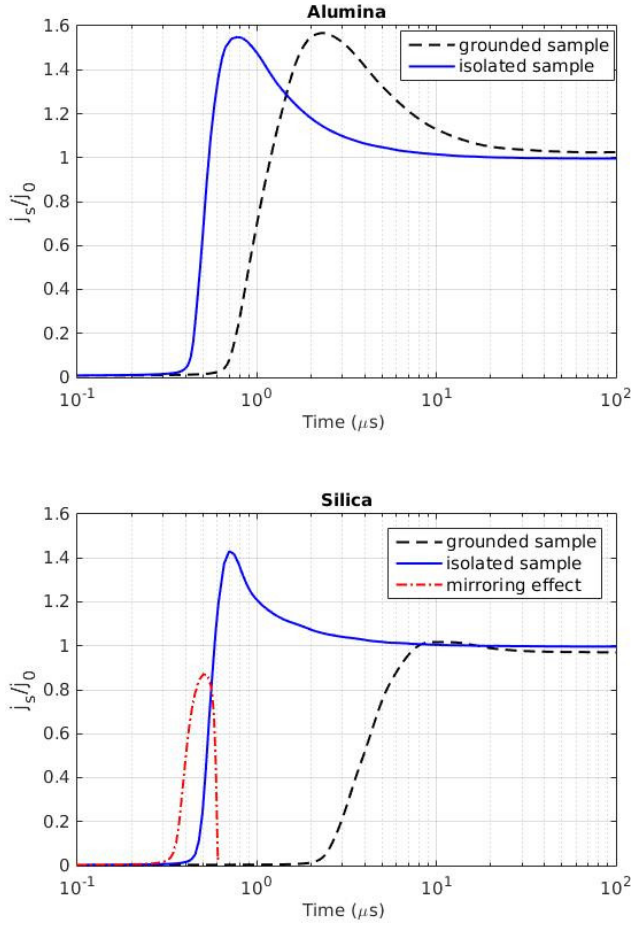 Alumina
1.6
1.4
1.2
1
0.8
0.6
0.4
0.2
0
j_s/j_0
grounded sample
isolated sample
10^-1
10^0
10^1
10^2
Time (μs)
Silica
1.6
1.4
1.2
1
0.8
0.6
0.4
0.2
0
j_s/j_0
grounded sample
isolated sample
mirroring effect
10^-1
10^0
10^1
10^2
Time (μs)